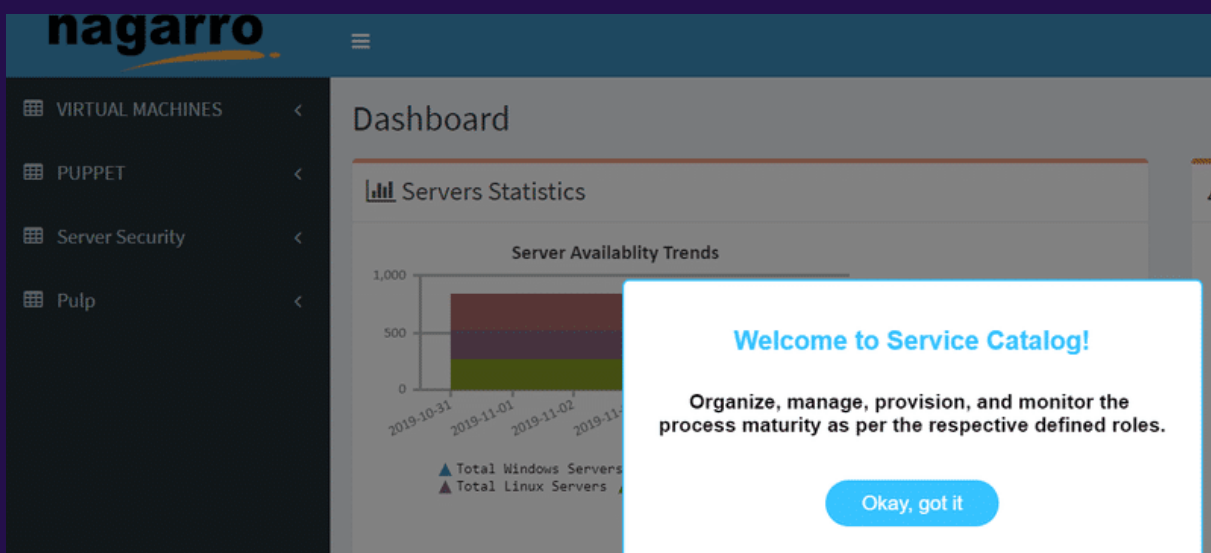 nagarro
VIRTUAL MACHINES
PUPPET
Server Security
Pulp
Dashboard
Servers Statistics
Server Availablity Trends
1,000
500
0
2019-10-31
2019-11-01
2019-11-02
2019-11-
Total Windows Servers
Total Linux Servers
Welcome to Service Catalog!
Organize, manage, provision, and monitor the
process maturity as per the respective defined roles.
Okay, got it